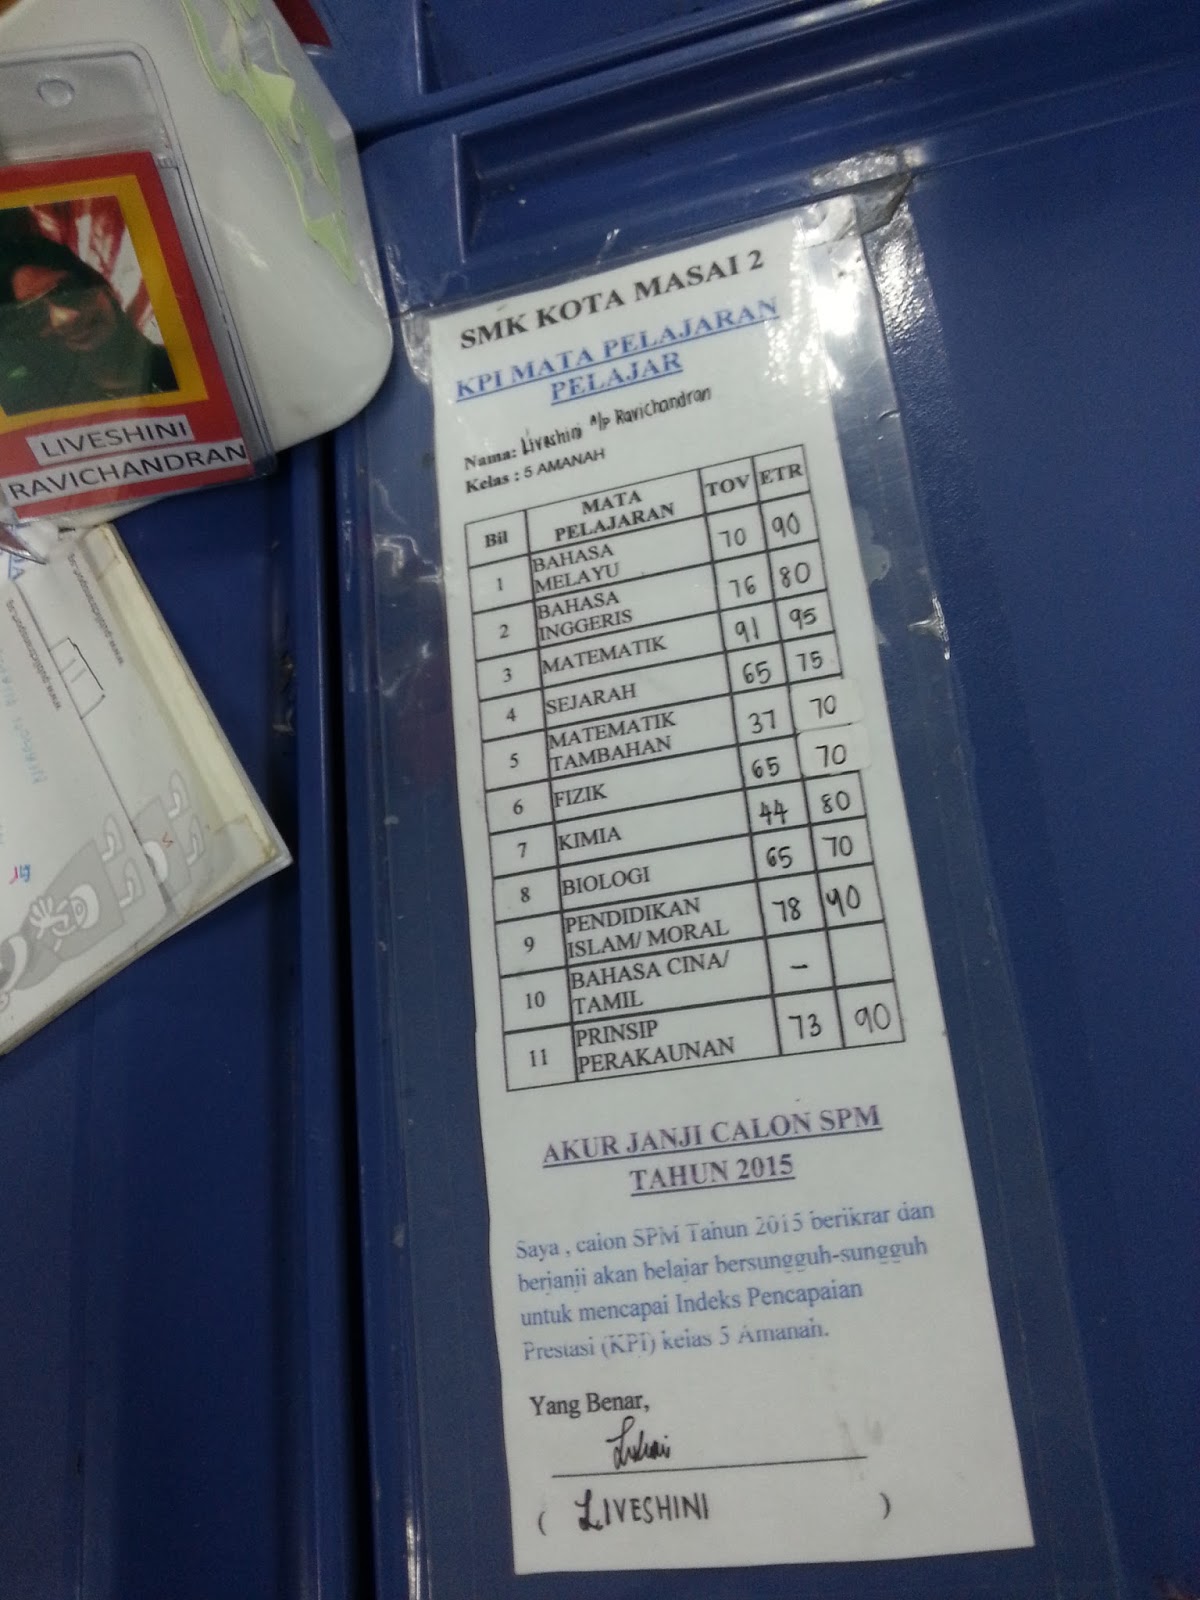 LIVESHINI
RAVICHANDRAN
SMK KOTA MASAI 2
KPI MATA PELAJARAN
PELAJAR
Nama: Liveshini a/p Ravichandran
Kelas : 5 AMANAH
Bil MATA PELAJARAN TOV ETR
1 BAHASA MELAYU 70 90
2 BAHASA INGGERIS 76 80
3 MATEMATIK 91 95
4 SEJARAH 65 75
5 MATEMATIK TAMBAHAN 37 70
6 FIZIK 65 70
7 KIMIA 44 80
8 BIOLOGI 65 70
9 PENDIDIKAN ISLAM/ MORAL 78 90
10 BAHASA CINA/ TAMIL –
11 PRINSIP PERAKAUNAN 73 90
AKUR JANJI CALON SPM
TAHUN 2015
Saya , calon SPM Tahun 2015 berikrar dan
berjanji akan belajar bersungguh-sungguh
untuk mencapai Indeks Pencapaian
Prestasi (KPI) kelas 5 Amanah.
Yang Benar,
( LIVESHINI )